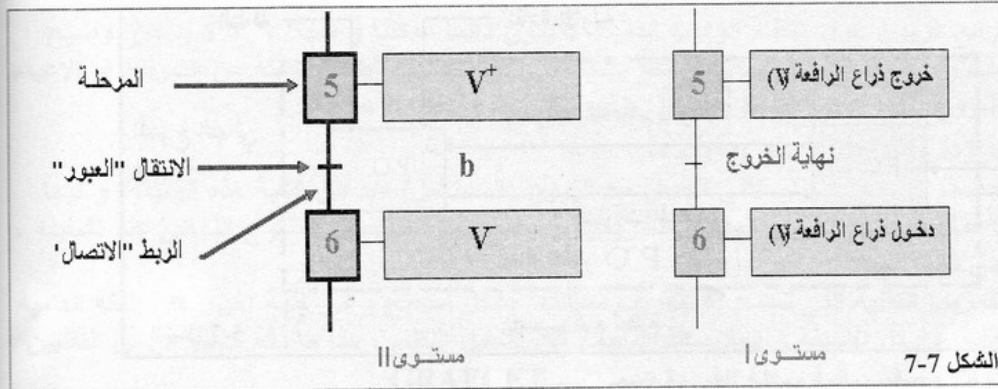 المرحلة
5
V+
5
خروج ذراع الرافعة (V)
الانتقال "العبور"
b
نهاية الخروج
الربط "الاتصال"
6
V-
6
دخول ذراع الرافعة (V)
مستوى II
مستوى I
الشكل 7-7